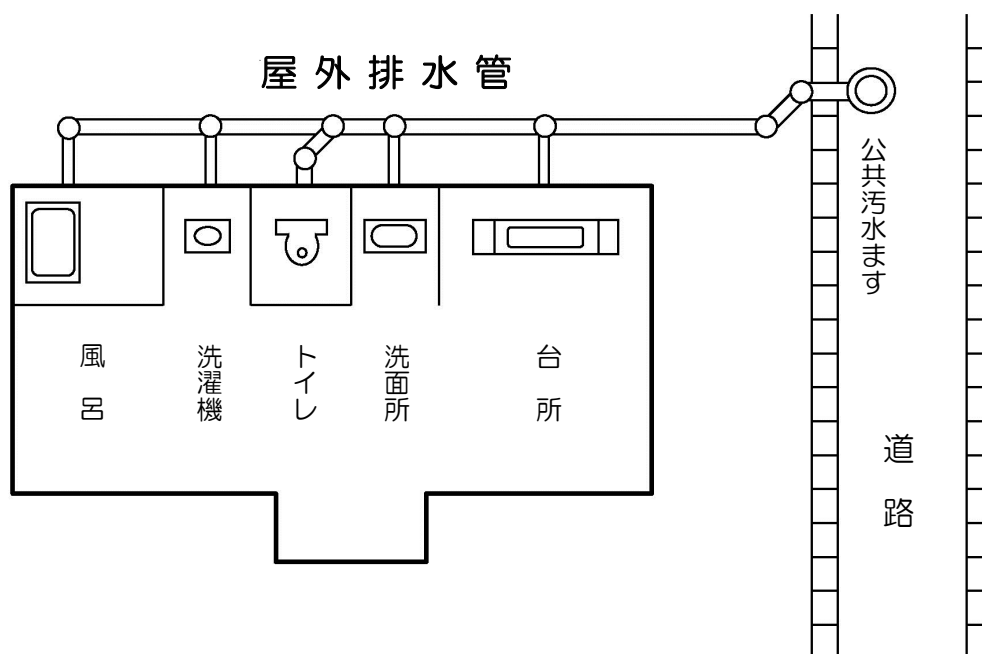 屋外排水管
公共汚水ます
風呂
洗濯機
トイレ
洗面所
台所
道路